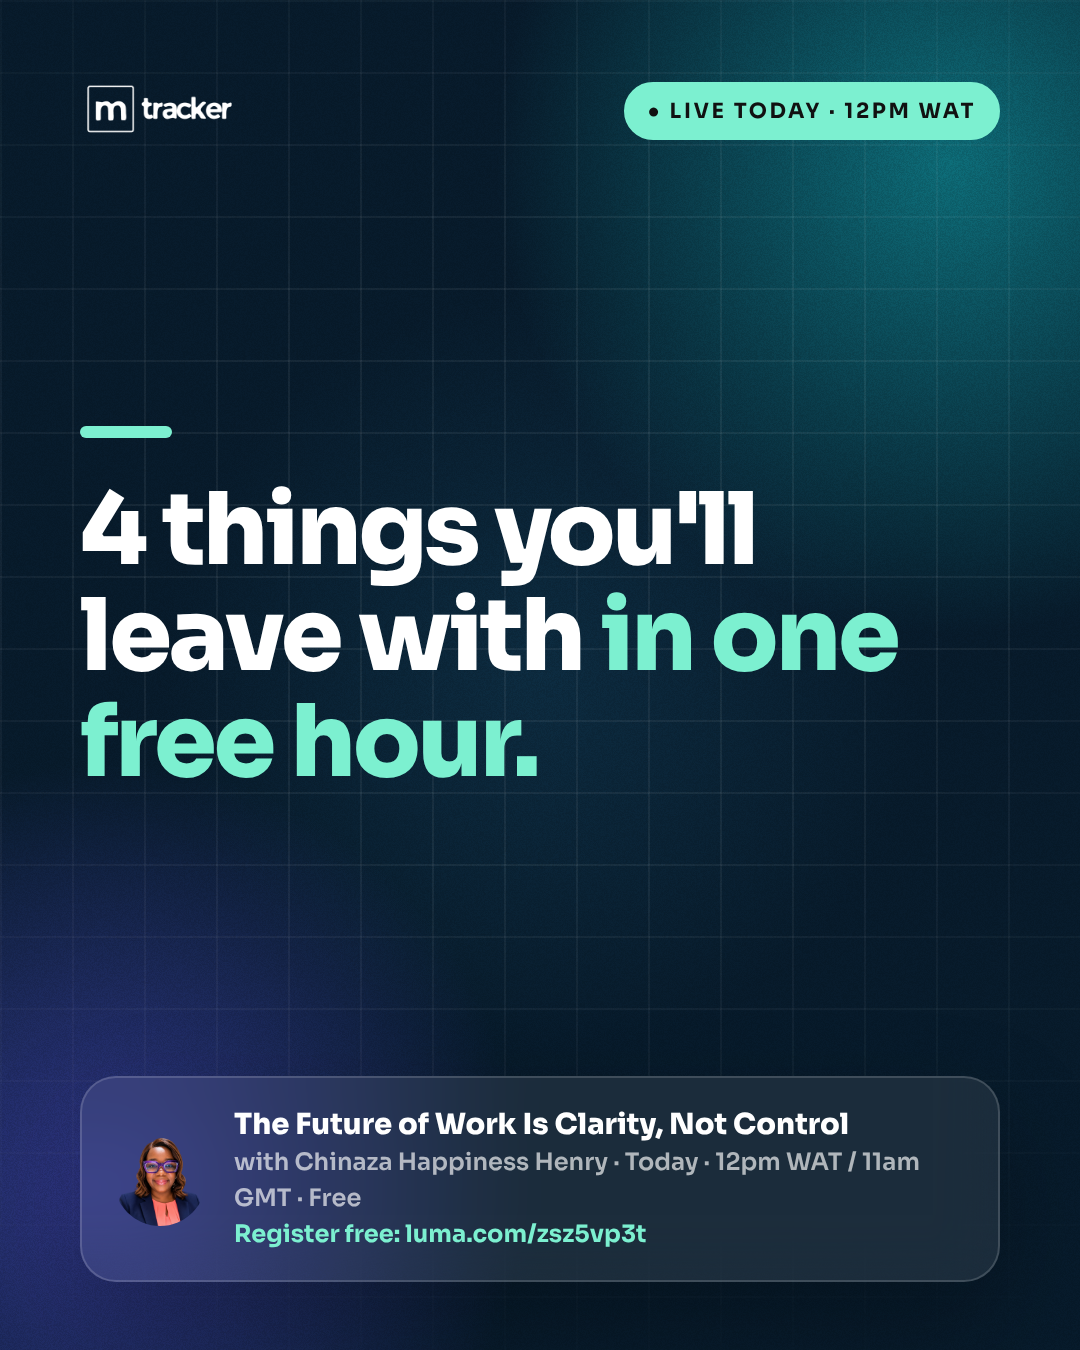 m tracker
• LIVE TODAY · 12PM WAT
4 things you'll
leave with in one
free hour.
The Future of Work Is Clarity, Not Control
with Chinaza Happiness Henry · Today · 12pm WAT / 11am
GMT · Free
Register free: luma.com/zsz5vp3t